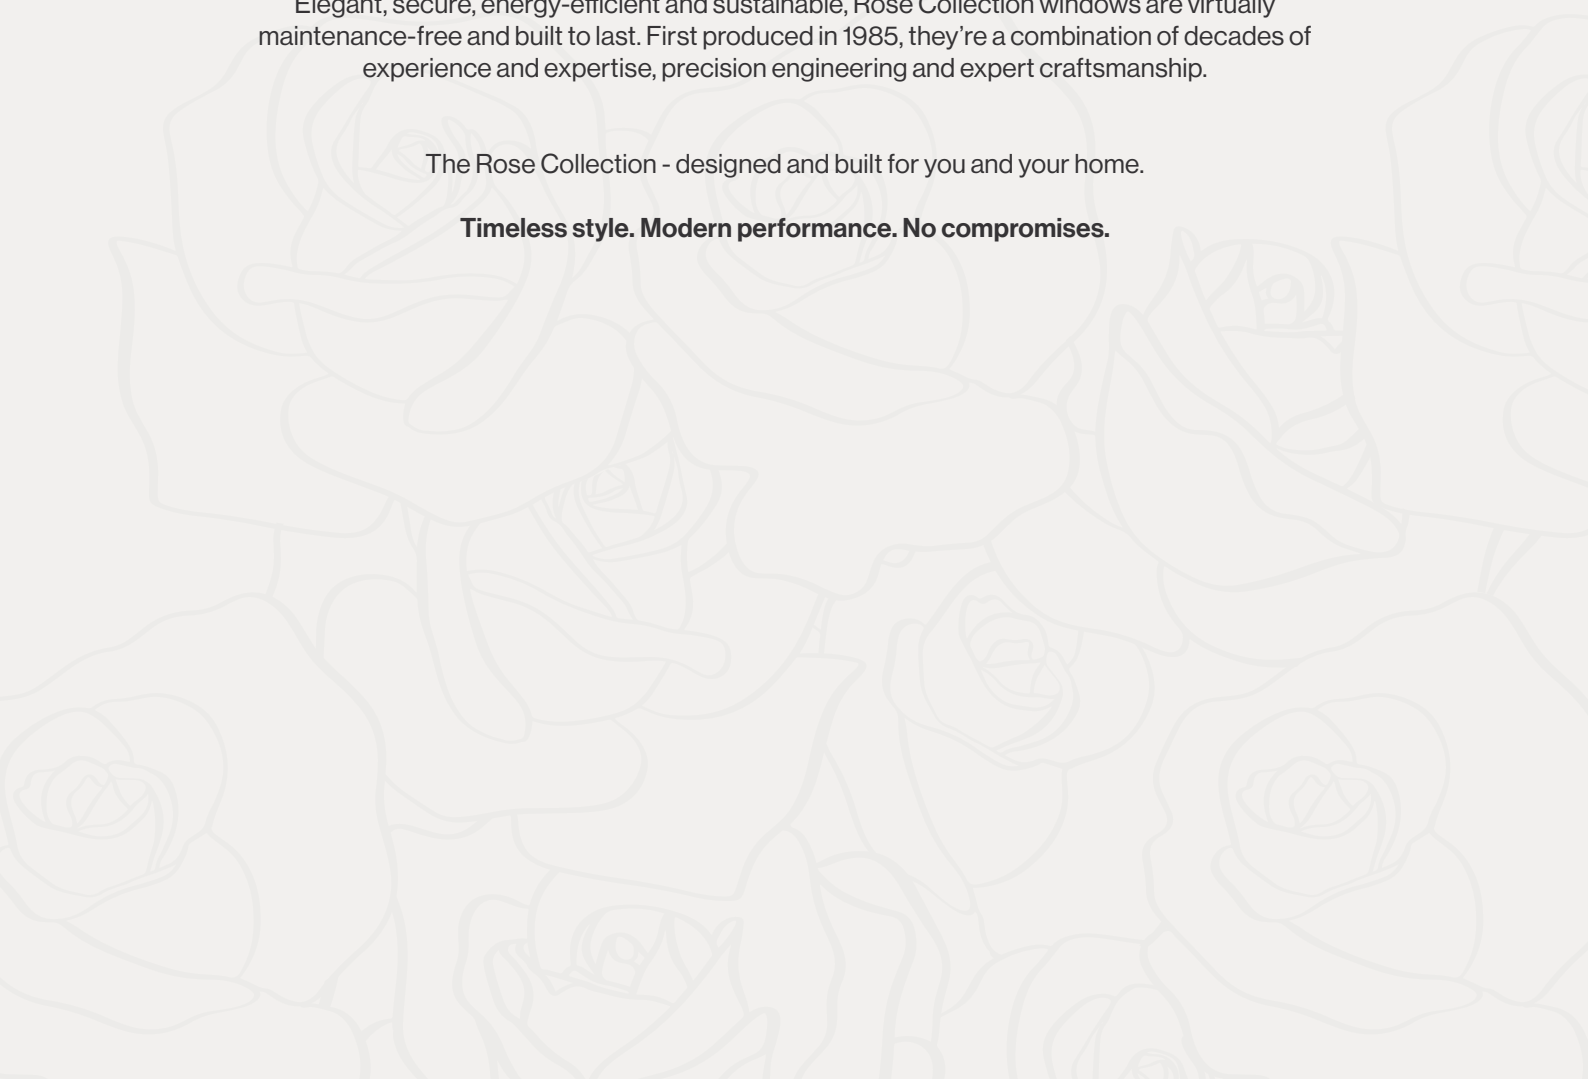 Elegant, secure, energy-efficient and sustainable, Rose Collection windows are virtually
maintenance-free and built to last. First produced in 1985, they’re a combination of decades of
experience and expertise, precision engineering and expert craftsmanship.
The Rose Collection - designed and built for you and your home.
Timeless style. Modern performance. No compromises.